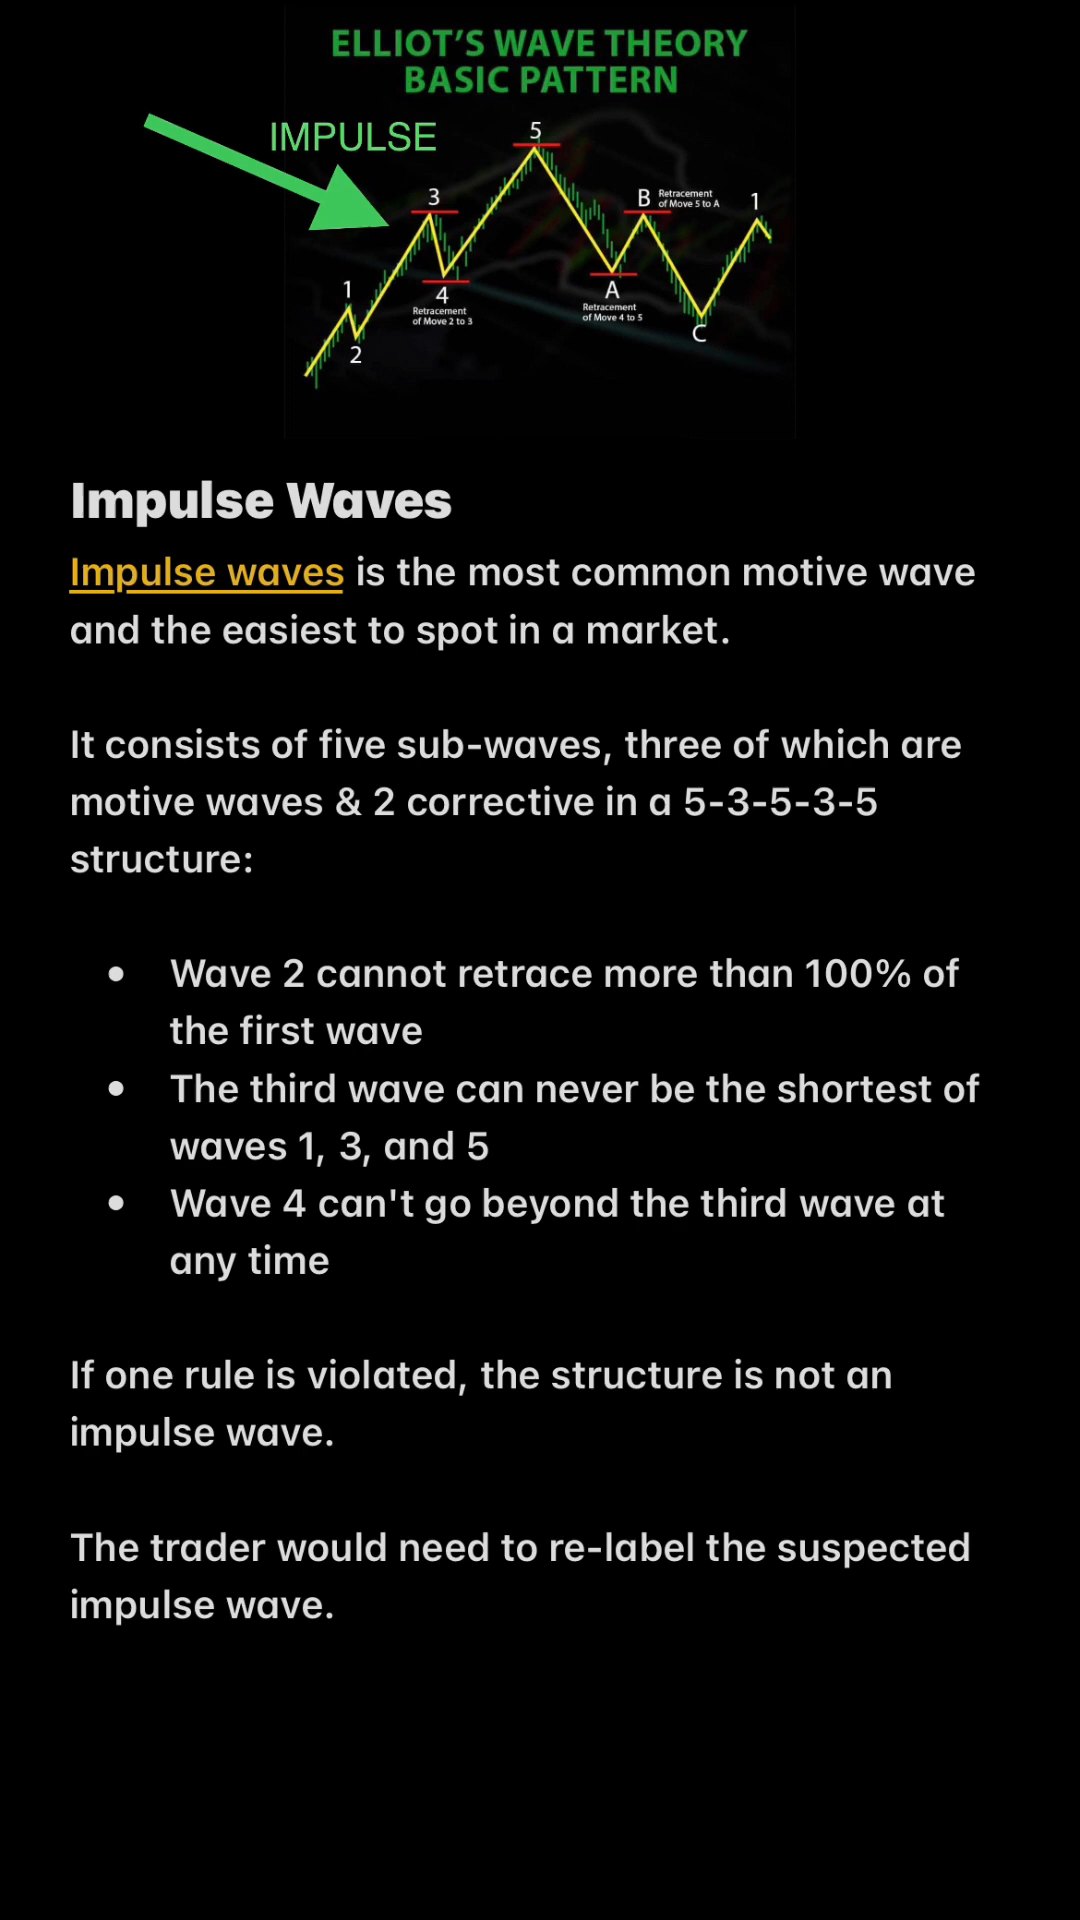 ELLIOT'S WAVE THEORY
BASIC PATTERN
IMPULSE
5
3
B
Retracement
of Move 5 to A
1
1
4
Retracement
of Move 2 to 3
A
Retracement
of Move 4 to 5
2
C
Impulse Waves
Impulse waves is the most common motive wave
and the easiest to spot in a market.
It consists of five sub-waves, three of which are
motive waves & 2 corrective in a 5-3-5-3-5
structure:
• Wave 2 cannot retrace more than 100% of
the first wave
• The third wave can never be the shortest of
waves 1, 3, and 5
• Wave 4 can't go beyond the third wave at
any time
If one rule is violated, the structure is not an
impulse wave.
The trader would need to re-label the suspected
impulse wave.